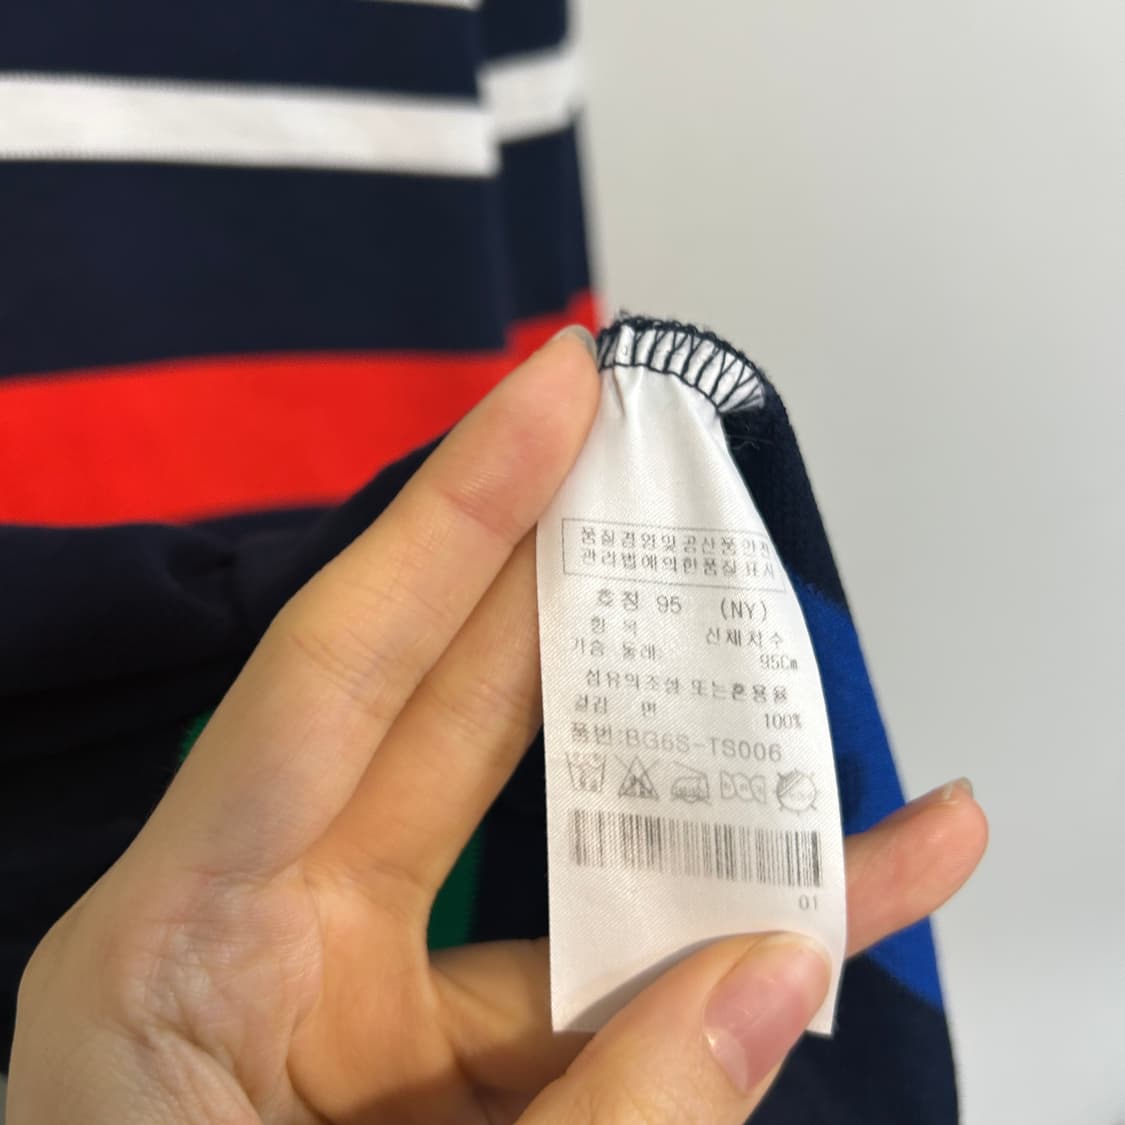 품질경영및공산품안전
관리법에의한품질표시
호칭 95 (NY)
항 목 신체치수
가슴 둘레: 95Cm
섬유의조성 또는혼용율
겉감 면 100%
품번:BG6S-TS006
01